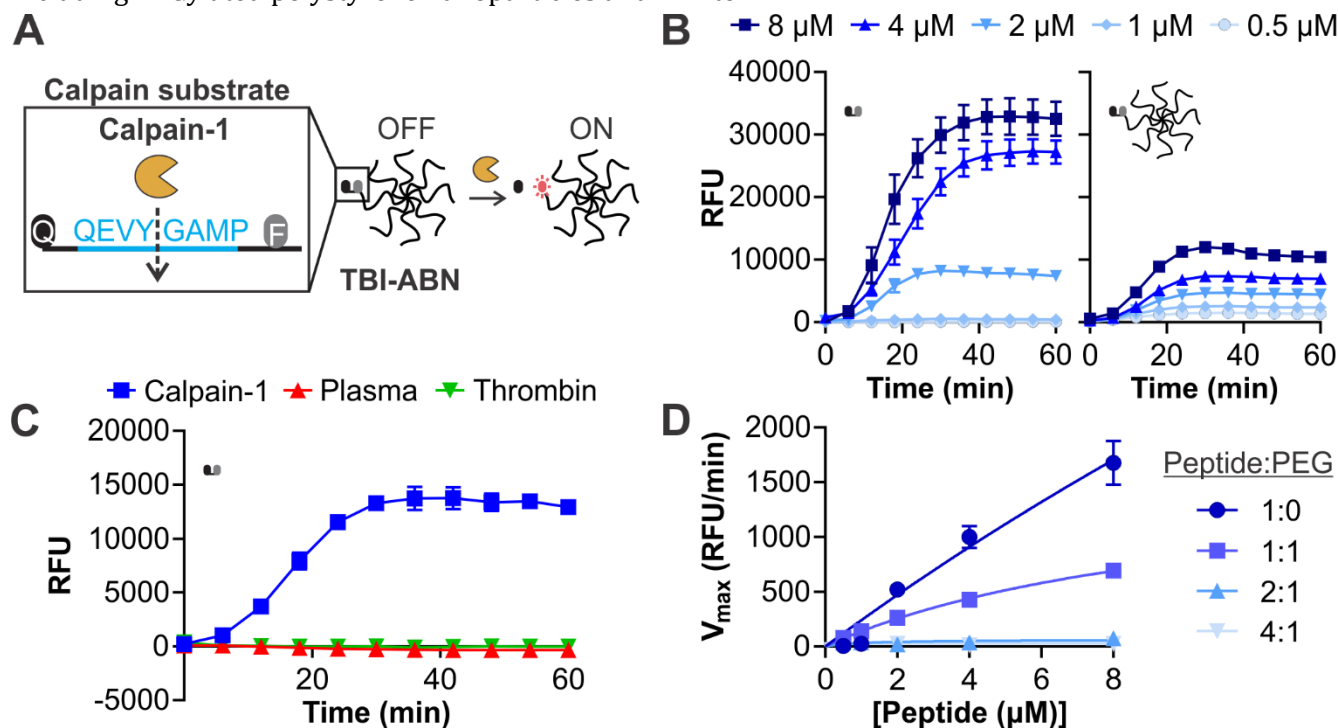 A
Calpain substrate
Calpain-1
Q
QEVY GAMP
F
OFF
ON
TBI-ABN
B
8 µM 4 µM 2 µM 1 µM 0.5 µM
RFU
40000
30000
20000
10000
0
0 20 40 60
Time (min)
0 20 40 60
Time (min)
C
Calpain-1 Plasma Thrombin
RFU
20000
15000
10000
5000
0
-5000
20 40 60
Time (min)
D
Vmax (RFU/min)
2000
1500
1000
500
0
0 2 4 6 8
[Peptide (µM)]
Peptide:PEG
1:0
1:1
2:1
4:1